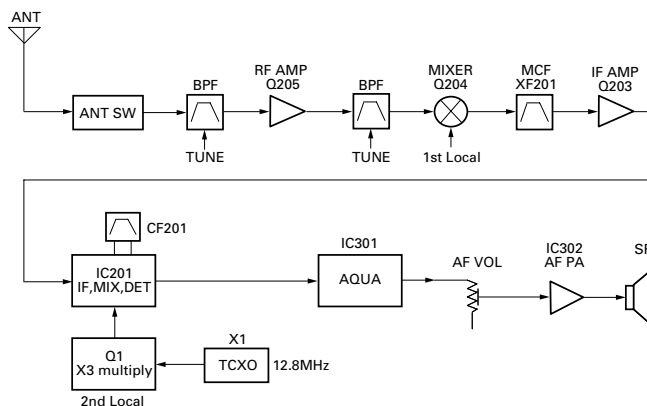 ANT
ANT SW
BPF
TUNE
RF AMP
Q205
BPF
TUNE
MIXER
Q204
1st Local
MCF
XF201
IF AMP
Q203
CF201
IC201
IF,MIX,DET
IC301
AQUA
AF VOL
IC302
AF PA
Q1
X3 multiply
2nd Local
X1
TCXO
12.8MHz